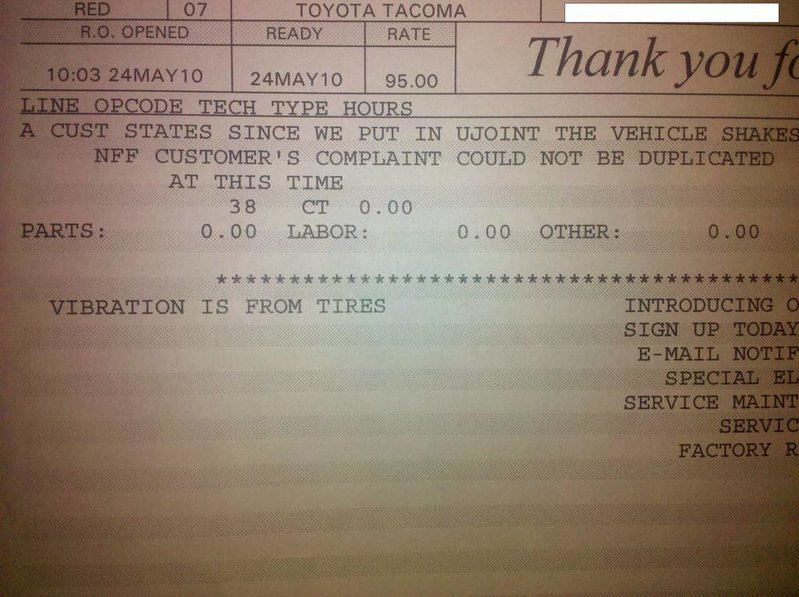 RED 07 TOYOTA TACOMA
R.O. OPENED READY RATE
10:03 24MAY10 24MAY10 95.00
Thank you
LINE OPCODE TECH TYPE HOURS
A CUST STATES SINCE WE PUT IN UJOINT THE VEHICLE SHAKES
NFF CUSTOMER'S COMPLAINT COULD NOT BE DUPLICATED
AT THIS TIME
38 CT 0.00
PARTS: 0.00 LABOR: 0.00 OTHER: 0.00
****************************************
VIBRATION IS FROM TIRES INTRODUCING O
SIGN UP TODAY
E-MAIL NOTIF
SPECIAL EL
SERVICE MAINT
SERVIC
FACTORY R